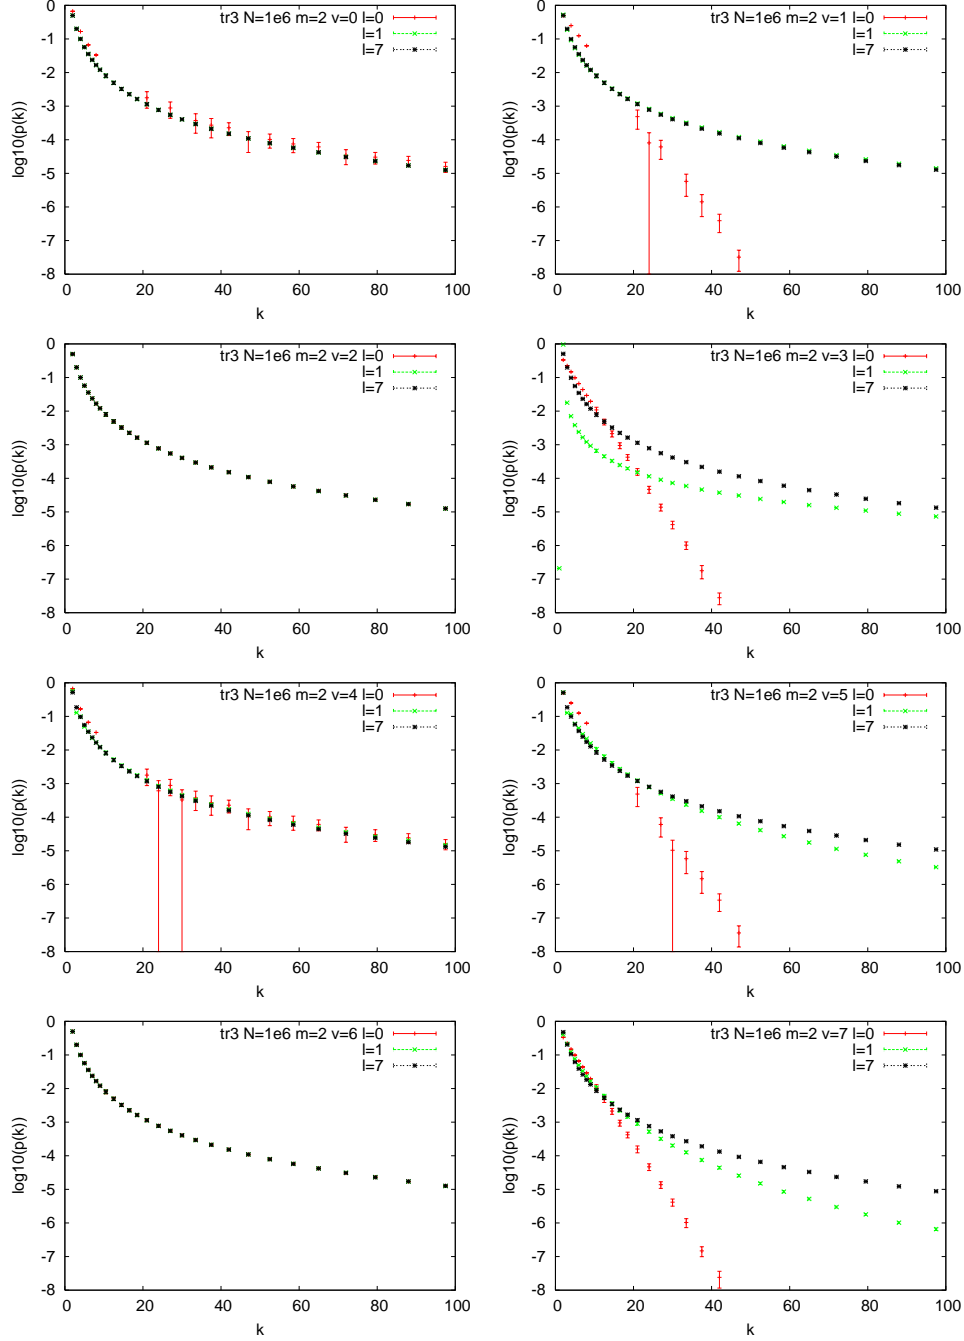 tr3 N=1e6 m=2 v=0 l=0
l=1
l=7
log10(p(k))
0
-1
-2
-3
-4
-5
-6
-7
-8
0 20 40 60 80 100
k
tr3 N=1e6 m=2 v=1 l=0
l=1
l=7
log10(p(k))
0
-1
-2
-3
-4
-5
-6
-7
-8
0 20 40 60 80 100
k
tr3 N=1e6 m=2 v=2 l=0
l=1
l=7
log10(p(k))
0
-1
-2
-3
-4
-5
-6
-7
-8
0 20 40 60 80 100
k
tr3 N=1e6 m=2 v=3 l=0
l=1
l=7
log10(p(k))
0
-1
-2
-3
-4
-5
-6
-7
-8
0 20 40 60 80 100
k
tr3 N=1e6 m=2 v=4 l=0
l=1
l=7
log10(p(k))
0
-1
-2
-3
-4
-5
-6
-7
-8
0 20 40 60 80 100
k
tr3 N=1e6 m=2 v=5 l=0
l=1
l=7
log10(p(k))
0
-1
-2
-3
-4
-5
-6
-7
-8
0 20 40 60 80 100
k
tr3 N=1e6 m=2 v=6 l=0
l=1
l=7
log10(p(k))
0
-1
-2
-3
-4
-5
-6
-7
-8
0 20 40 60 80 100
k
tr3 N=1e6 m=2 v=7 l=0
l=1
l=7
log10(p(k))
0
-1
-2
-3
-4
-5
-6
-7
-8
0 20 40 60 80 100
k